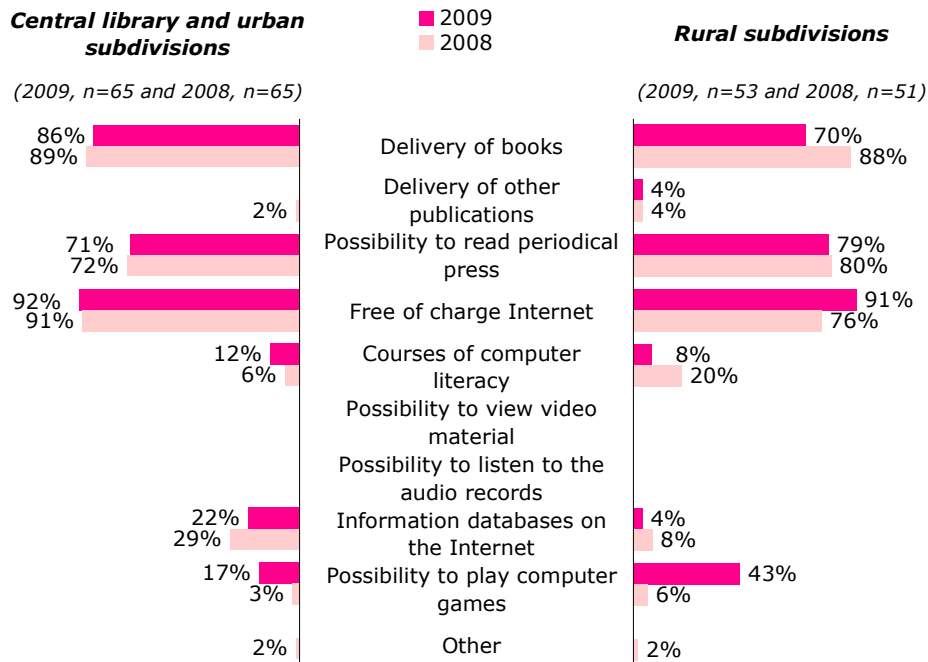 Central library and urban
subdivisions
2009
2008
Rural subdivisions
(2009, n=65 and 2008, n=65)
(2009, n=53 and 2008, n=51)
86%
89%
Delivery of books
70%
88%
2%
Delivery of other
publications
4%
4%
71%
72%
Possibility to read periodical
press
79%
80%
92%
91%
Free of charge Internet
91%
76%
12%
6%
Courses of computer
literacy
8%
20%
Possibility to view video
material
Possibility to listen to the
audio records
22%
29%
Information databases on
the Internet
4%
8%
17%
3%
Possibility to play computer
games
43%
6%
2%
Other
2%